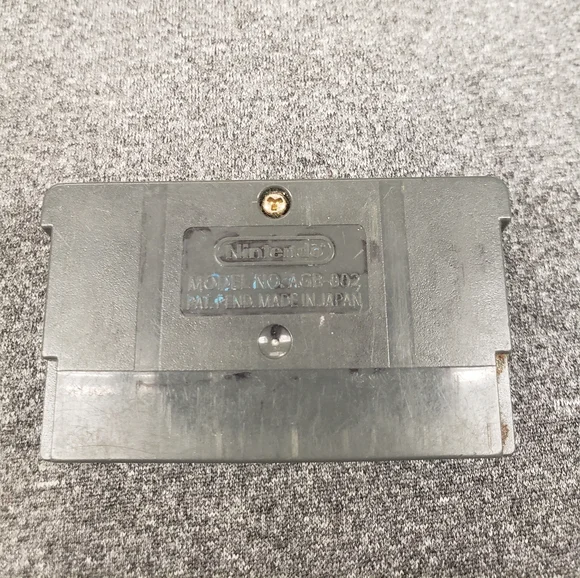 Nintendo
MODEL NO. AGB-002
PAT. PEND. MADE IN JAPAN